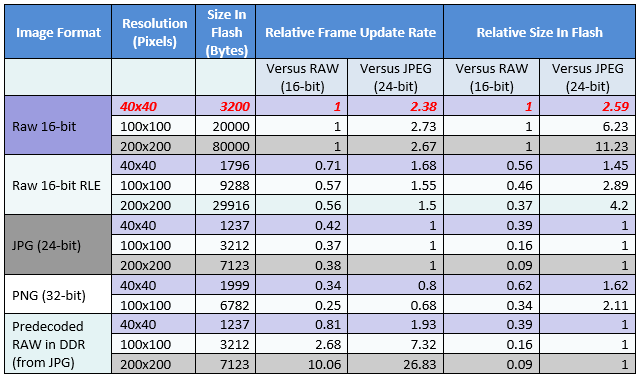 Image Format Resolution (Pixels) Size In Flash (Bytes) Relative Frame Update Rate Relative Size In Flash
Versus RAW (16-bit) Versus JPEG (24-bit) Versus RAW (16-bit) Versus JPEG (24-bit)
Raw 16-bit
40x40 3200 1 2.38 1 2.59
100x100 20000 1 2.73 1 6.23
200x200 80000 1 2.67 1 11.23
Raw 16-bit RLE
40x40 1796 0.71 1.68 0.56 1.45
100x100 9288 0.57 1.55 0.46 2.89
200x200 29916 0.56 1.5 0.37 4.2
JPG (24-bit)
40x40 1237 0.42 1 0.39 1
100x100 3212 0.37 1 0.16 1
200x200 7123 0.38 1 0.09 1
PNG (32-bit)
40x40 1999 0.34 0.8 0.62 1.62
100x100 6782 0.25 0.68 0.34 2.11
Predecoded RAW in DDR (from JPG)
40x40 1237 0.81 1.93 0.39 1
100x100 3212 2.68 7.32 0.16 1
200x200 7123 10.06 26.83 0.09 1